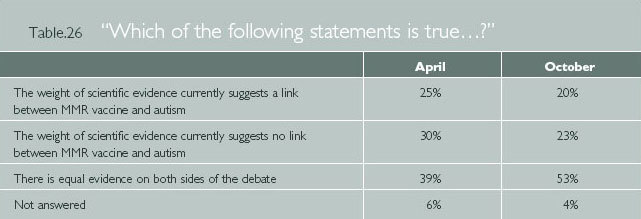 Table.26 “Which of the following statements is true…?”
April October
The weight of scientific evidence currently suggests a link 25% 20%
between MMR vaccine and autism
The weight of scientific evidence currently suggests no link 30% 23%
between MMR vaccine and autism
There is equal evidence on both sides of the debate 39% 53%
Not answered 6% 4%